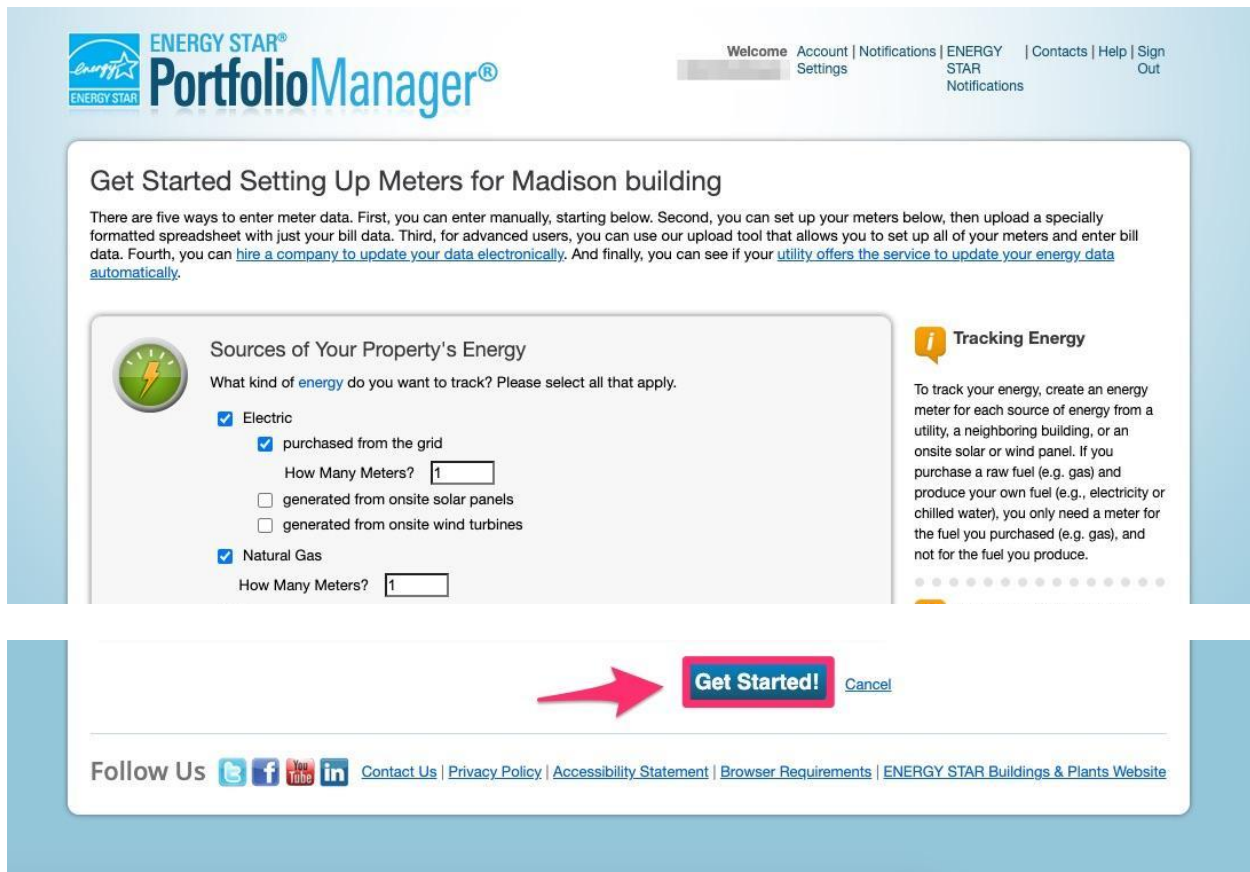 ENERGY STAR®
PortfolioManager®
energy
ENERGY STAR
Welcome Account | Notifications | ENERGY | Contacts | Help | Sign
Settings STAR Out
Notifications
Get Started Setting Up Meters for Madison building
There are five ways to enter meter data. First, you can enter manually, starting below. Second, you can set up your meters below, then upload a specially
formatted spreadsheet with just your bill data. Third, for advanced users, you can use our upload tool that allows you to set up all of your meters and enter bill
data. Fourth, you can hire a company to update your data electronically. And finally, you can see if your utility offers the service to update your energy data
automatically.
Sources of Your Property's Energy
What kind of energy do you want to track? Please select all that apply.
Electric
purchased from the grid
How Many Meters? 1
generated from onsite solar panels
generated from onsite wind turbines
Natural Gas
How Many Meters? 1
i Tracking Energy
To track your energy, create an energy
meter for each source of energy from a
utility, a neighboring building, or an
onsite solar or wind panel. If you
purchase a raw fuel (e.g. gas) and
produce your own fuel (e.g., electricity or
chilled water), you only need a meter for
the fuel you purchased (e.g. gas), and
not for the fuel you produce.
Get Started! Cancel
Follow Us You Tube in Contact Us | Privacy Policy | Accessibility Statement | Browser Requirements | ENERGY STAR Buildings & Plants Website